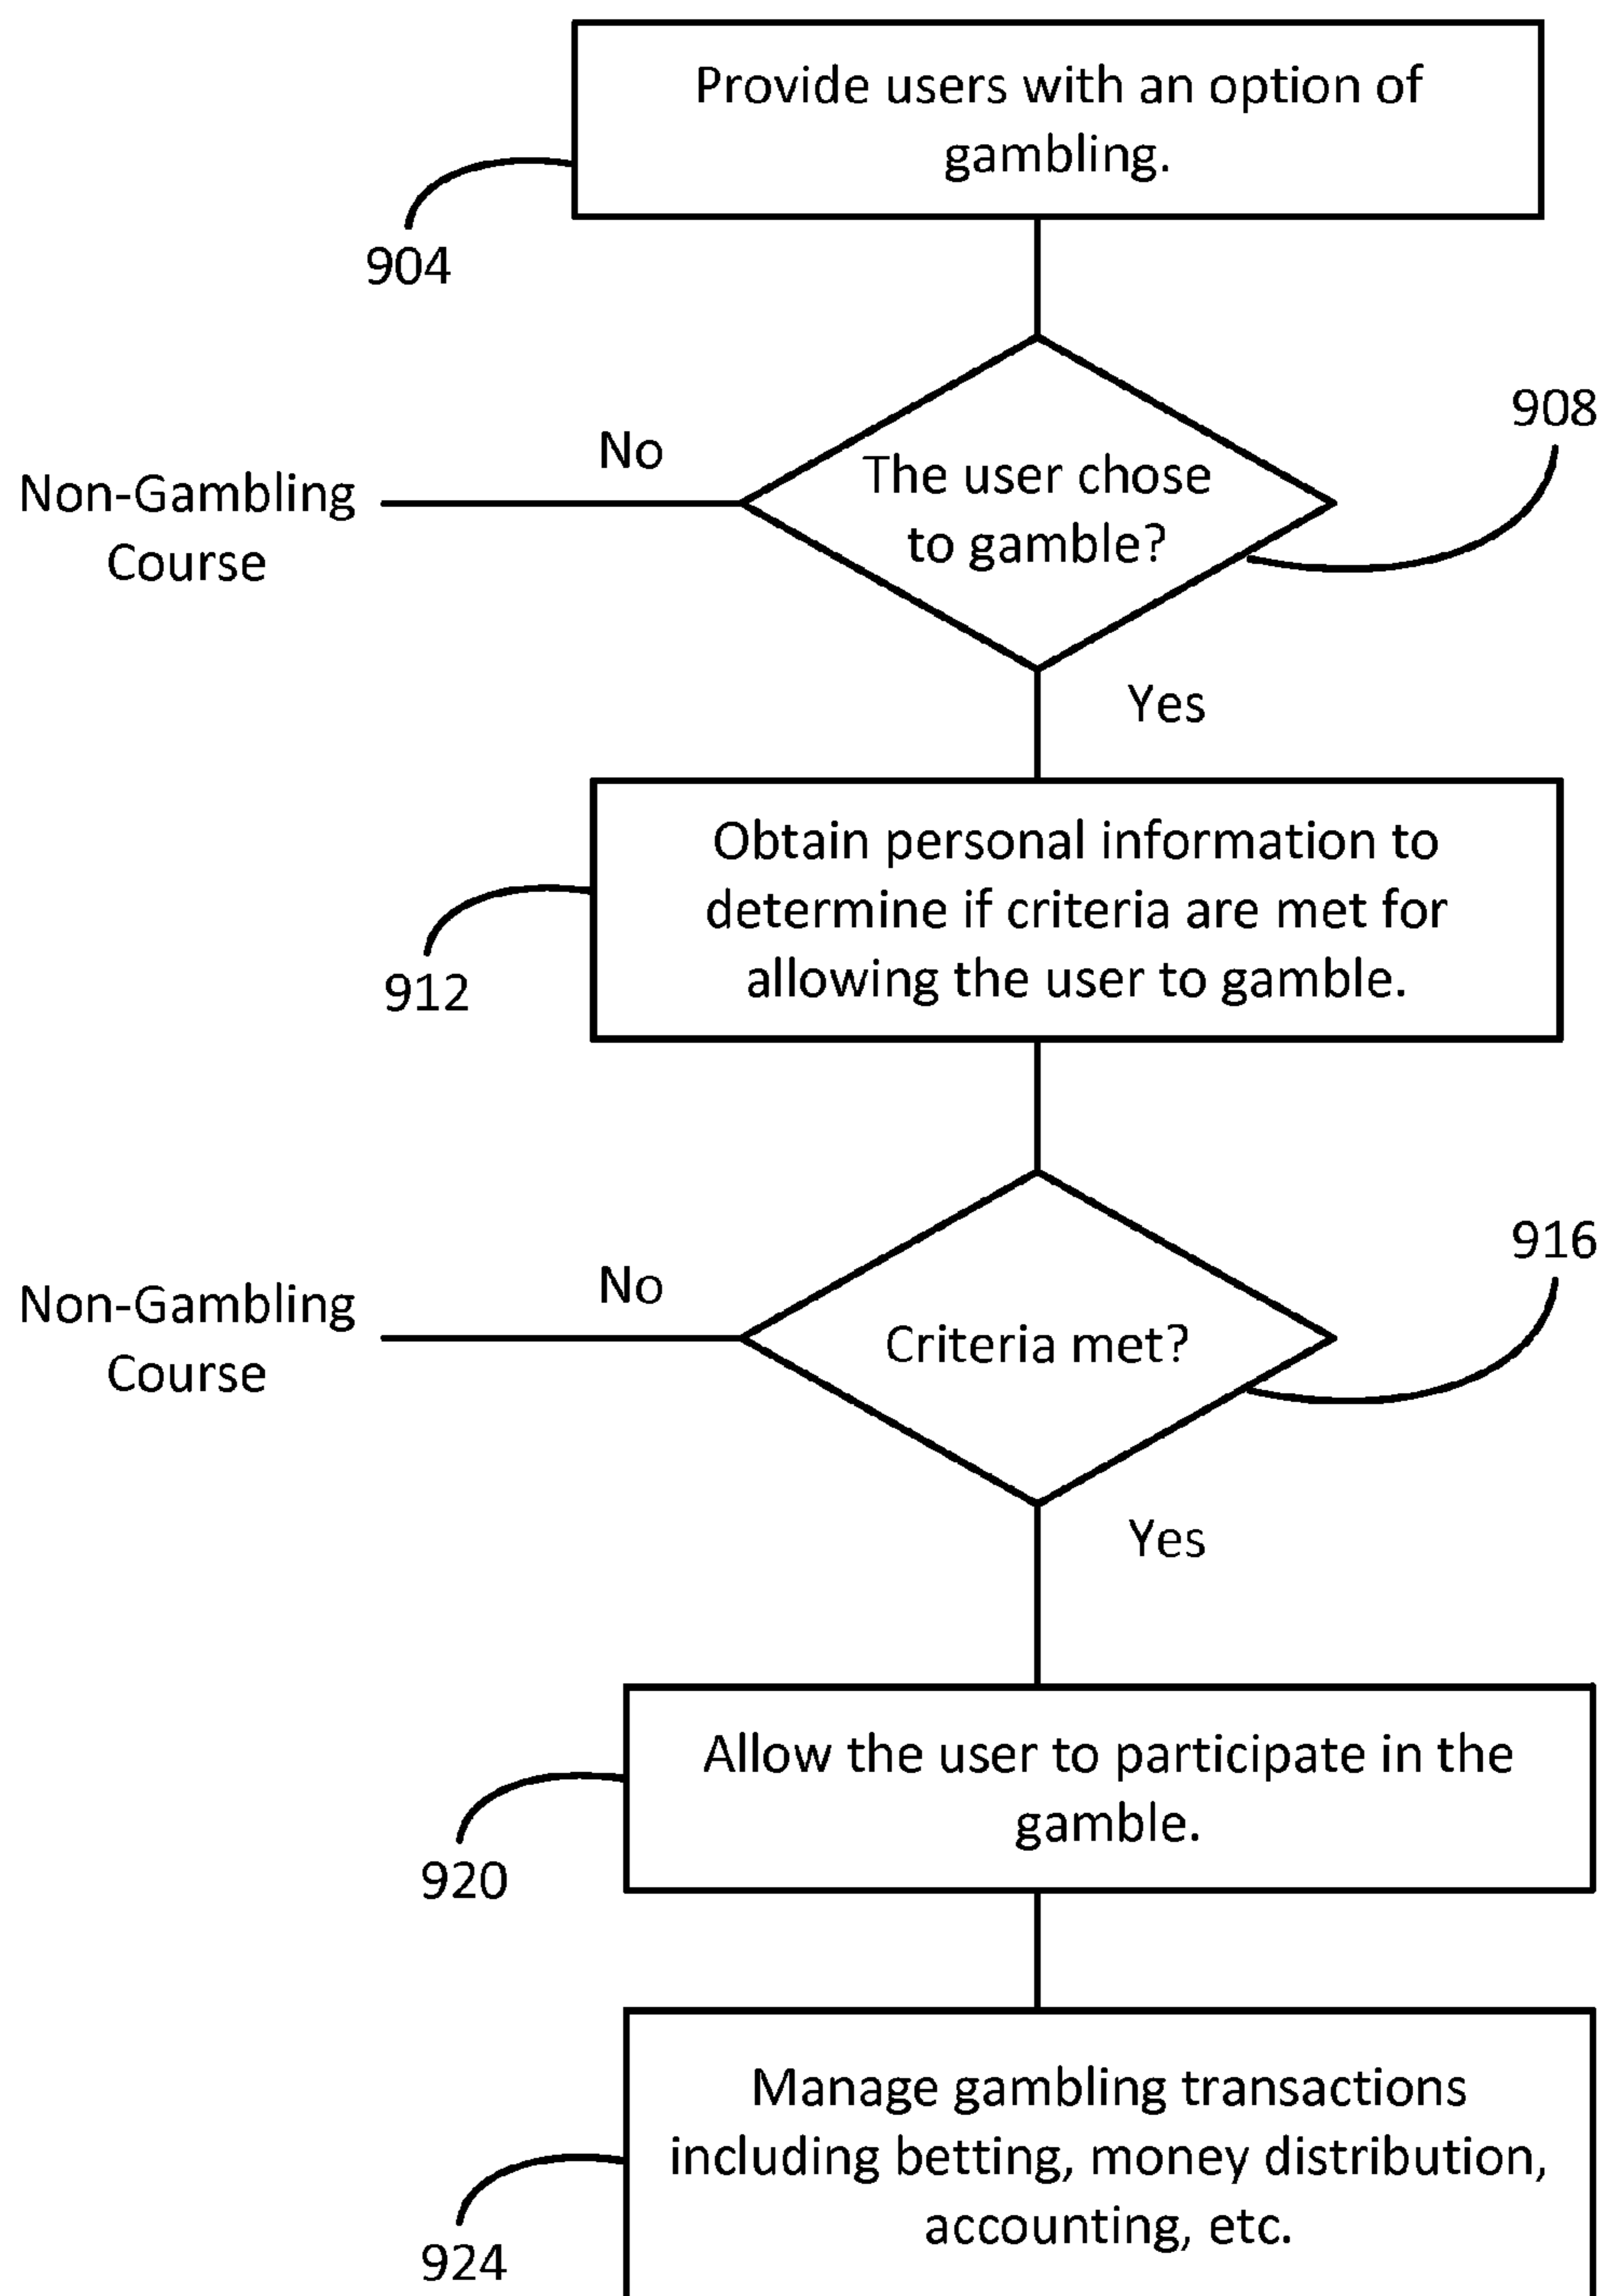 Provide users with an option of
gambling.
904
908
No
The user chose
to gamble?
Non-Gambling
Course
Yes
Obtain personal information to
determine if criteria are met for
allowing the user to gamble.
912
916
No
Criteria met?
Non-Gambling
Course
Yes
Allow the user to participate in the
gamble.
920
Manage gambling transactions
including betting, money distribution,
accounting, etc.
924